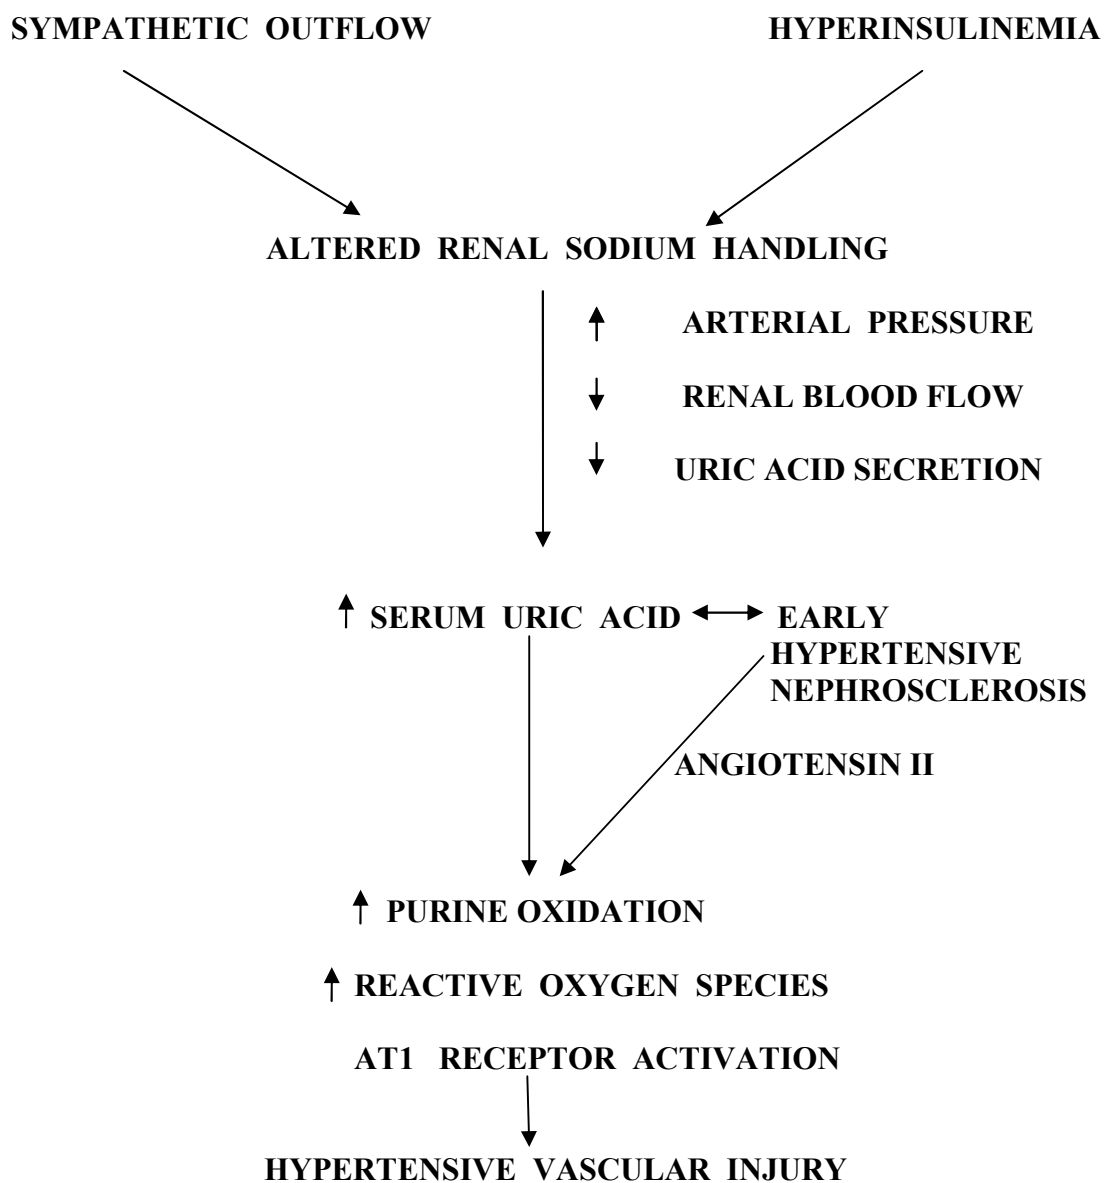 SYMPATHETIC OUTFLOW HYPERINSULINEMIA
ALTERED RENAL SODIUM HANDLING
ARTERIAL PRESSURE
RENAL BLOOD FLOW
URIC ACID SECRETION
SERUM URIC ACID EARLY
HYPERTENSIVE
NEPHROSCLEROSIS
ANGIOTENSIN II
PURINE OXIDATION
REACTIVE OXYGEN SPECIES
AT1 RECEPTOR ACTIVATION
HYPERTENSIVE VASCULAR INJURY